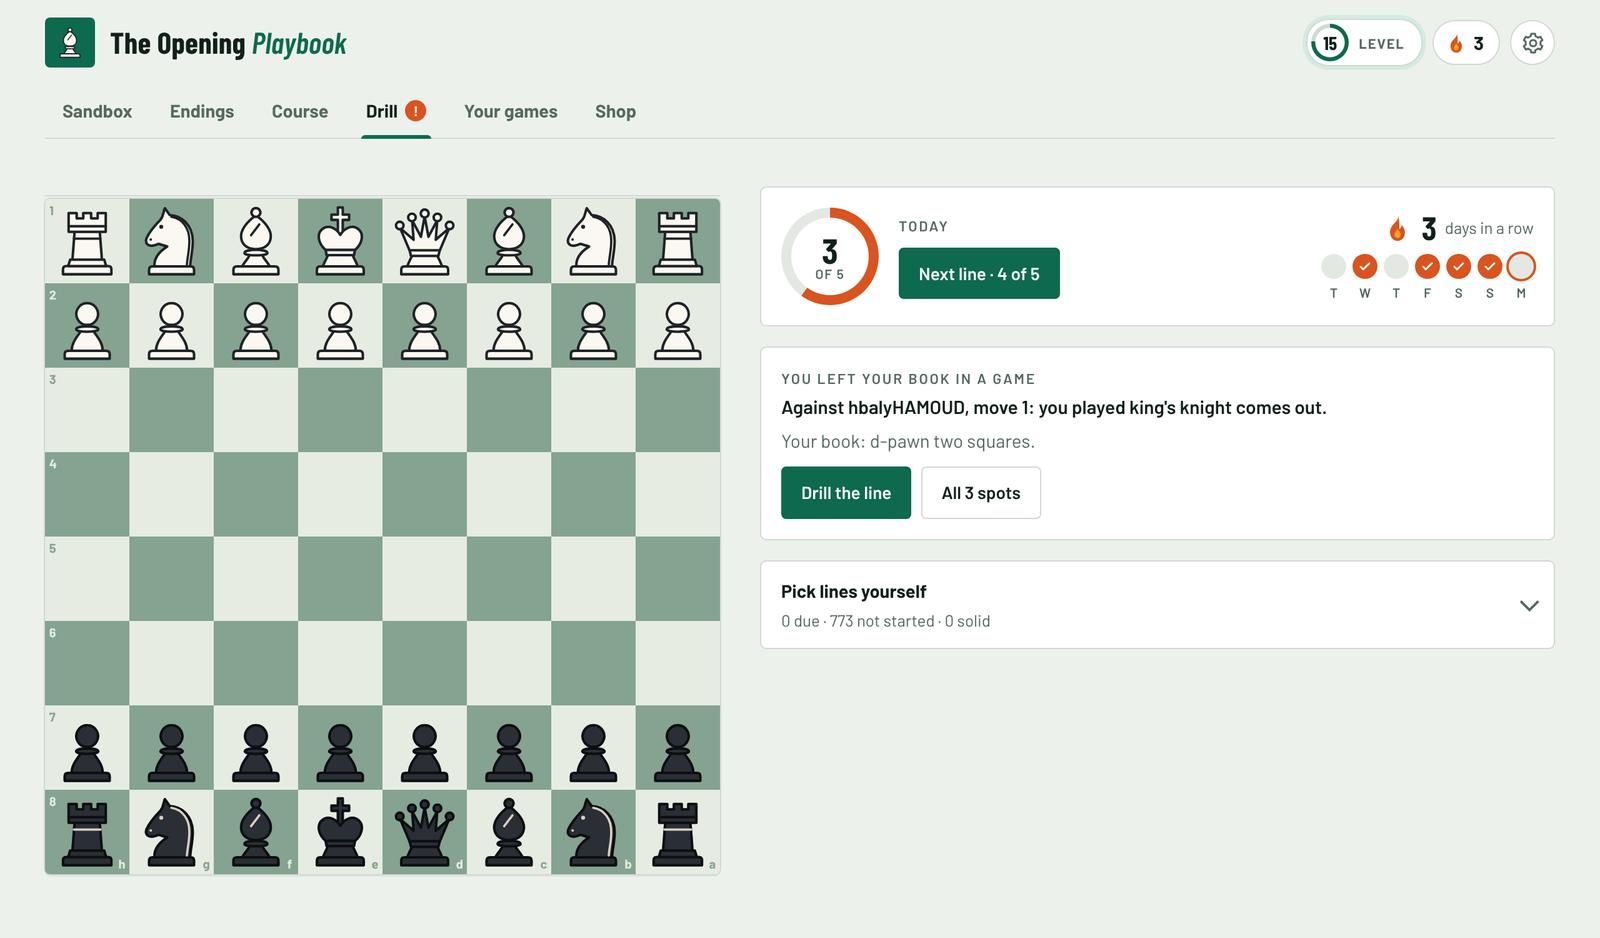 The Opening Playbook
15 LEVEL
3
Sandbox
Endings
Course
Drill !
Your games
Shop
1
2
3
4
5
6
7
8
h g f e d c b a
3
OF 5
TODAY
Next line · 4 of 5
3 days in a row
T W T F S S M
YOU LEFT YOUR BOOK IN A GAME
Against hbalyHAMOUD, move 1: you played king's knight comes out.
Your book: d-pawn two squares.
Drill the line
All 3 spots
Pick lines yourself
0 due · 773 not started · 0 solid